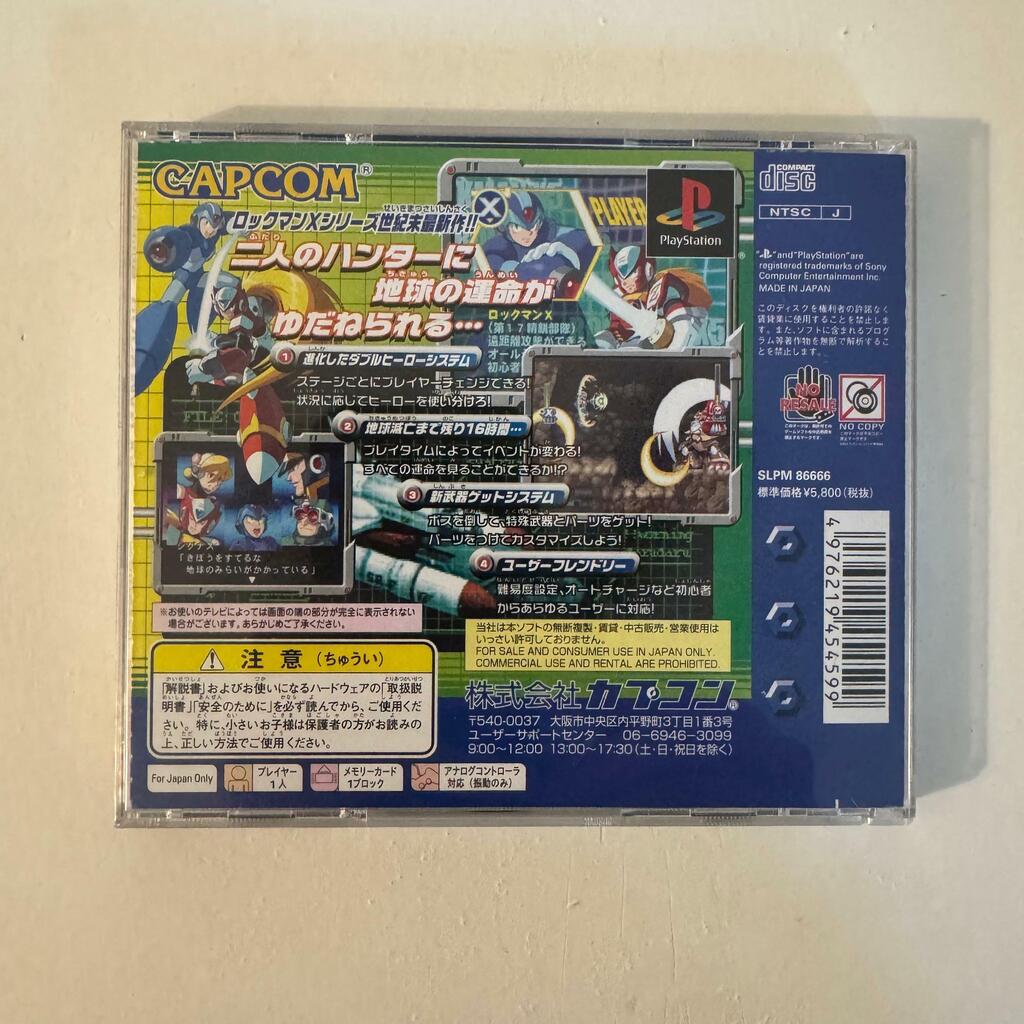 CAPCOM®
ロックマンXシリーズ世紀末最新作!!
二人のハンターに
地球の運命が
ゆだねられる…
PLAYER
ロックマンX
(第17精鋭部隊)
遠距離攻撃ができる
オール
初心者
X5
PlayStation
1 進化したダブルヒーローシステム
ステージごとにプレイヤーチェンジできる!
状況に応じてヒーローを使い分けろ!
2 地球滅亡まで残り16時間…
プレイタイムによってイベントが変わる!
すべての運命を見ることができるか!?
3 新武器ゲットシステム
ボスを倒して、特殊武器とパーツをゲット!
パーツをつけてカスタマイズしよう!
4 ユーザーフレンドリー
難易度設定、オートチャージなど初心者
からあらゆるユーザーに対応!
シグナス
「きぼうをすてるな
地球のみらいがかかっている」
※お使いのテレビによっては画面の端の部分が完全に表示されない
場合がございます。あらかじめご了承ください。
当社は本ソフトの無断複製・賃貸・中古販売・営業使用は
いっさい許可しておりません。
FOR SALE AND CONSUMER USE IN JAPAN ONLY.
COMMERCIAL USE AND RENTAL ARE PROHIBITED.
注意(ちゅうい)
「解説書」およびお使いになるハードウェアの「取扱説
明書」「安全のために」を必ず読んでから、ご使用くだ
さい。特に、小さいお子様は保護者の方がお読みの
上、正しい方法でご使用ください。
株式会社カプコン®
〒540-0037 大阪市中央区内平野町3丁目1番3号
ユーザーサポートセンター 06-6946-3099
9:00~12:00 13:00~17:30(土・日・祝日を除く)
For Japan Only
プレイヤー
1人
メモリーカード
1ブロック
アナログコントローラ
対応(振動のみ)
COMPACT
disc
NTSC J
"PS" and "PlayStation" are
registered trademarks of Sony
Computer Entertainment Inc.
MADE IN JAPAN
このディスクを権利者の許諾なく
賃貸業に使用することを禁止しま
す。また、ソフトに含まれるプログ
ラム等著作物を無断で解析するこ
とを禁止します。
NO
RESALE
NO COPY
SLPM 86666
標準価格¥5,800(税抜)
4976219454599